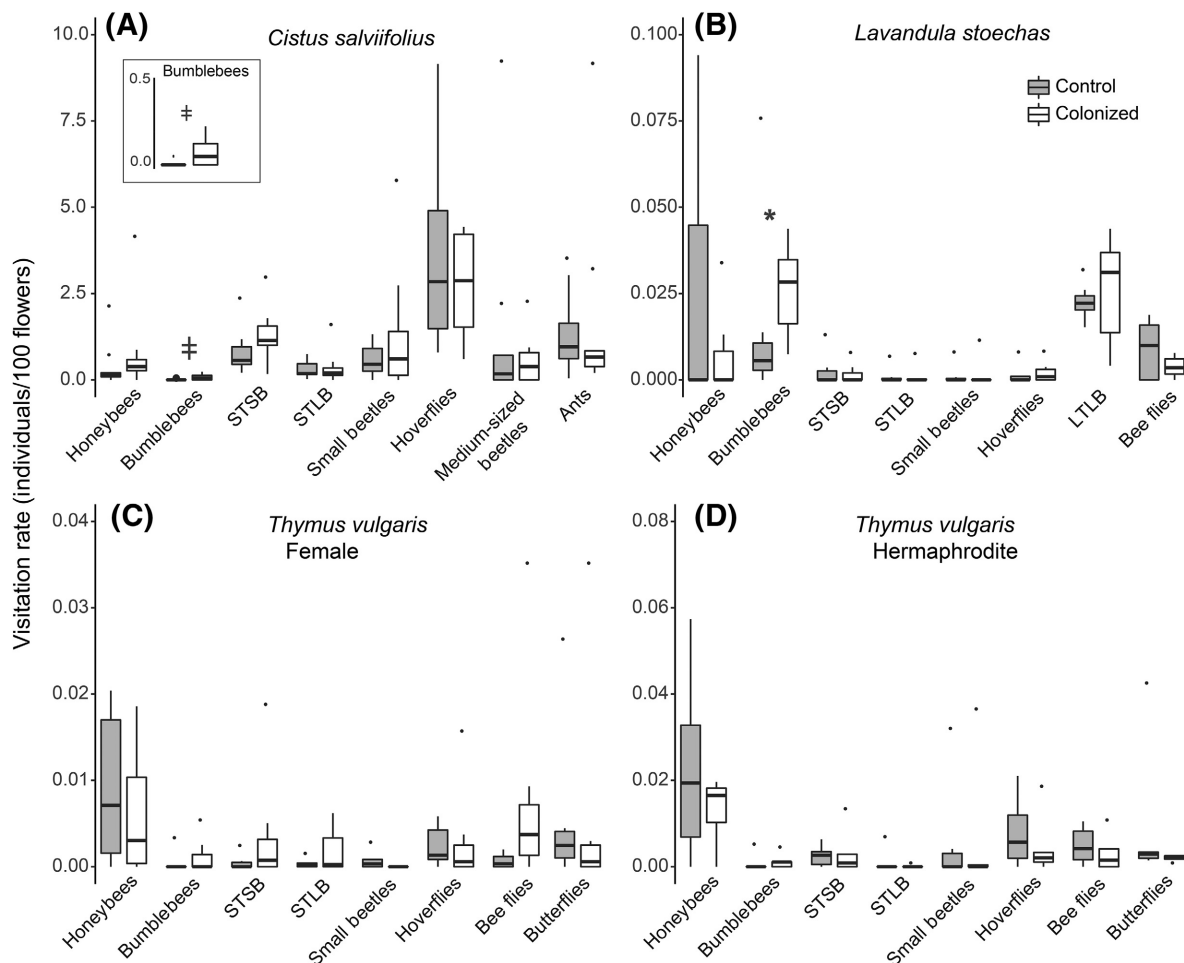 Visitation rate (individuals/100 flowers)
(A)
Cistus salviifolius
10.0
7.5
5.0
2.5
0.0
Bumblebees
0.5
0.0
‡
‡
Honeybees
Bumblebees
STSB
STLB
Small beetles
Hoverflies
Medium-sized
beetles
Ants
(B)
Lavandula stoechas
0.100
0.075
0.050
0.025
0.000
Control
Colonized
*
Honeybees
Bumblebees
STSB
STLB
Small beetles
Hoverflies
LTLB
Bee flies
(C)
Thymus vulgaris
Female
0.04
0.03
0.02
0.01
0.00
Honeybees
Bumblebees
STSB
STLB
Small beetles
Hoverflies
Bee flies
Butterflies
(D)
Thymus vulgaris
Hermaphrodite
0.08
0.06
0.04
0.02
0.00
Honeybees
Bumblebees
STSB
STLB
Small beetles
Hoverflies
Bee flies
Butterflies